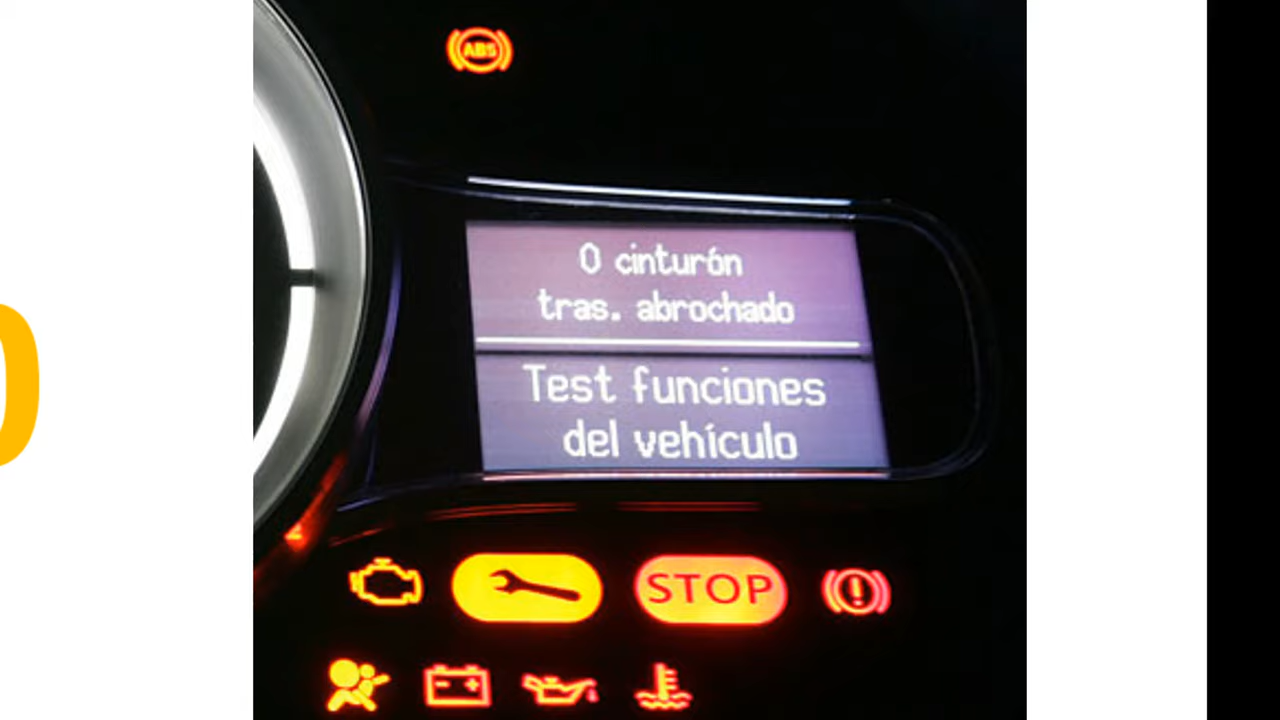 ABS
0 cinturón
tras. abrochado
Test funciones
del vehículo
STOP